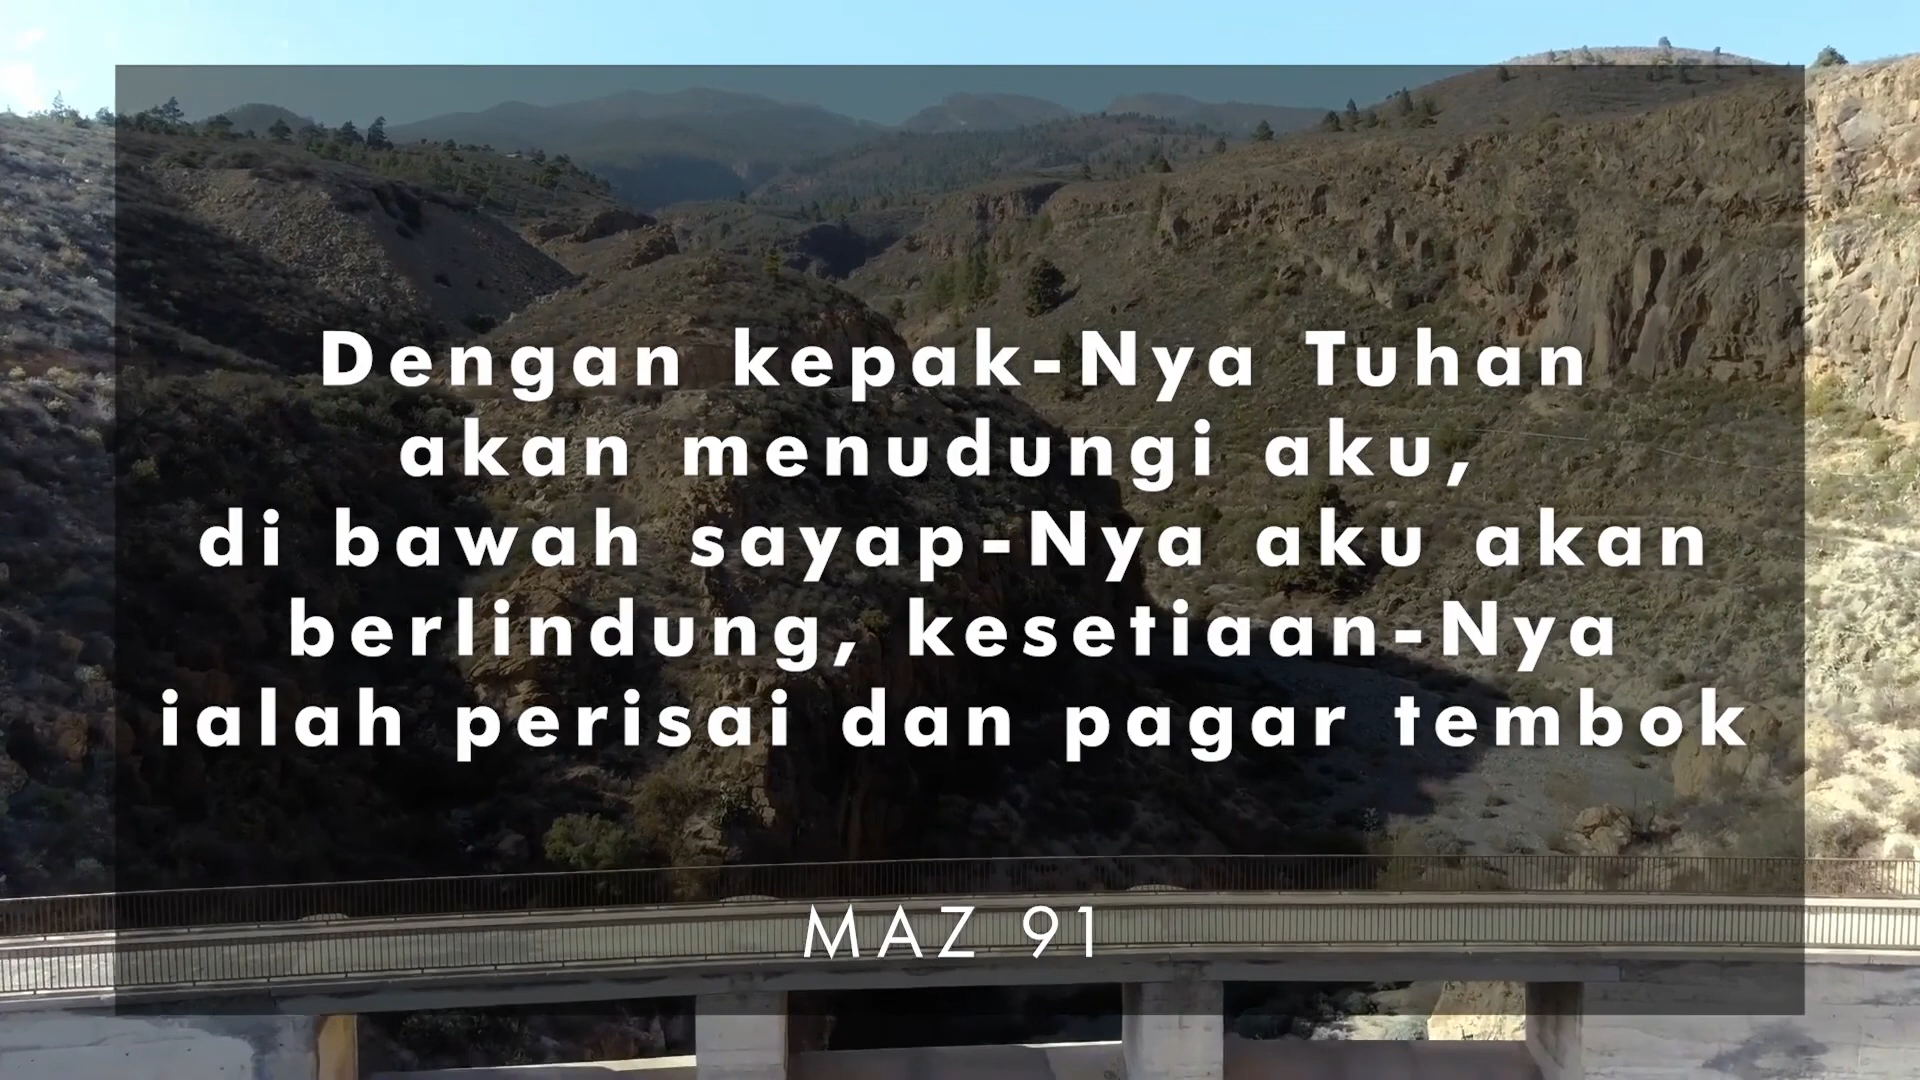 Dengan kepak-Nya Tuhan
akan menudungi aku,
di bawah sayap-Nya aku akan
berlindung, kesetiaan-Nya
ialah perisai dan pagar tembok
MAZ 91